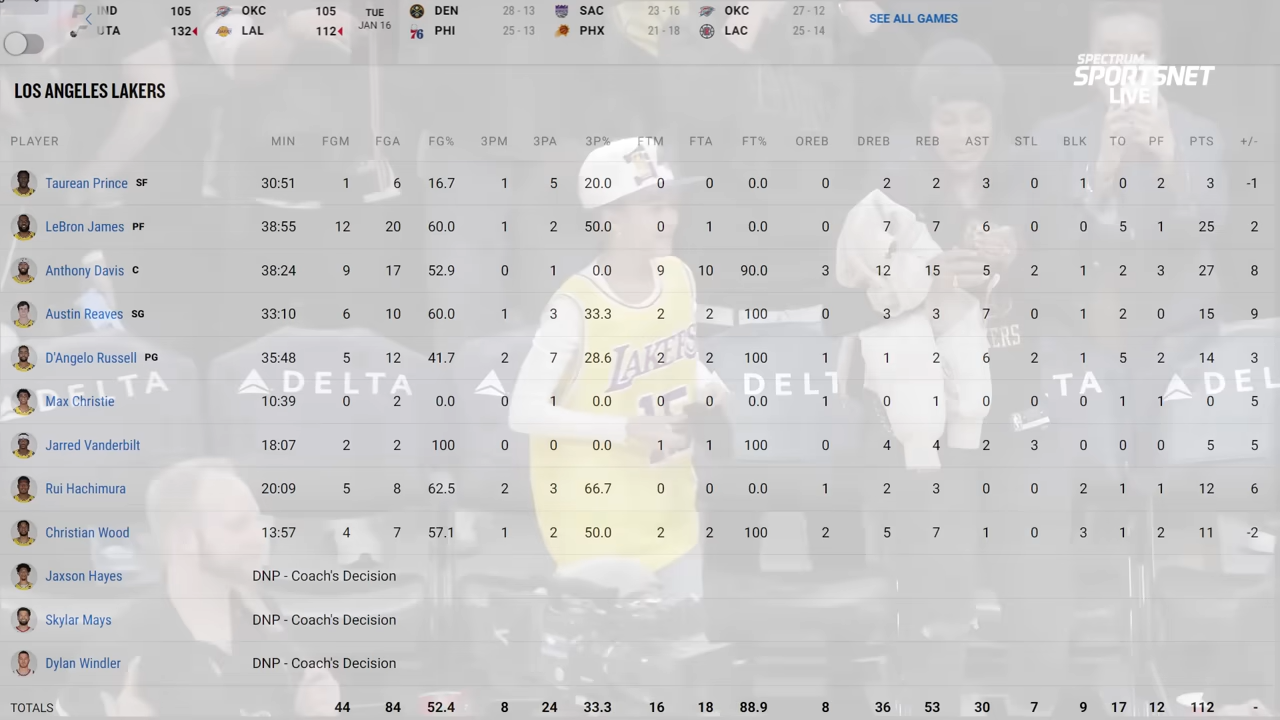 IND 105 OKC 105 TUE DEN 28 - 13 SAC 23 - 16 OKC 27 - 12 SEE ALL GAMES
UTA 132 LAL 112 JAN 16 PHI 25 - 13 PHX 21 - 18 LAC 25 - 14
SPECTRUM
SPORTSNET
LIVE
LOS ANGELES LAKERS
PLAYER MIN FGM FGA FG% 3PM 3PA 3P% FTM FTA FT% OREB DREB REB AST STL BLK TO PF PTS +/-
Taurean Prince SF 30:51 1 6 16.7 1 5 20.0 0 0 0.0 0 2 2 3 0 1 0 2 3 -1
LeBron James PF 38:55 12 20 60.0 1 2 50.0 0 1 0.0 0 7 7 6 0 0 5 1 25 2
Anthony Davis C 38:24 9 17 52.9 0 1 0.0 9 10 90.0 3 12 15 5 2 1 2 3 27 8
Austin Reaves SG 33:10 6 10 60.0 1 3 33.3 2 2 100 0 3 3 7 0 1 2 0 15 9
D'Angelo Russell PG 35:48 5 12 41.7 2 7 28.6 2 2 100 1 1 2 6 2 1 5 2 14 3
Max Christie 10:39 0 2 0.0 0 1 0.0 0 0 0.0 1 0 1 0 0 0 1 1 0 5
Jarred Vanderbilt 18:07 2 2 100 0 0 0.0 1 1 100 0 4 4 2 3 0 0 0 5 5
Rui Hachimura 20:09 5 8 62.5 2 3 66.7 0 0 0.0 1 2 3 0 0 2 1 1 12 6
Christian Wood 13:57 4 7 57.1 1 2 50.0 2 2 100 2 5 7 1 0 3 1 2 11 -2
Jaxson Hayes DNP - Coach's Decision
Skylar Mays DNP - Coach's Decision
Dylan Windler DNP - Coach's Decision
TOTALS 44 84 52.4 8 24 33.3 16 18 88.9 8 36 53 30 7 9 17 12 112 -
DELTA
LAKERS
15